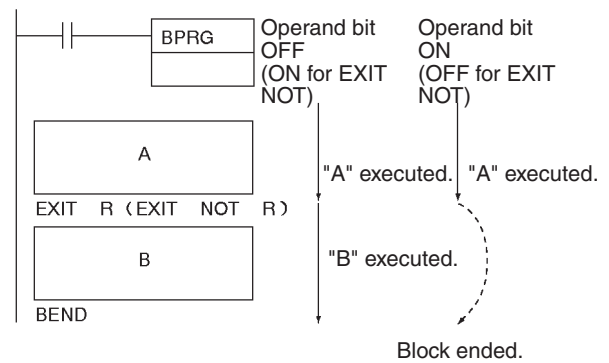 BPRG
Operand bit
OFF
(ON for EXIT
NOT)
Operand bit
ON
(OFF for EXIT
NOT)
A
"A" executed.
"A" executed.
EXIT R (EXIT NOT R)
B
"B" executed.
BEND
Block ended.